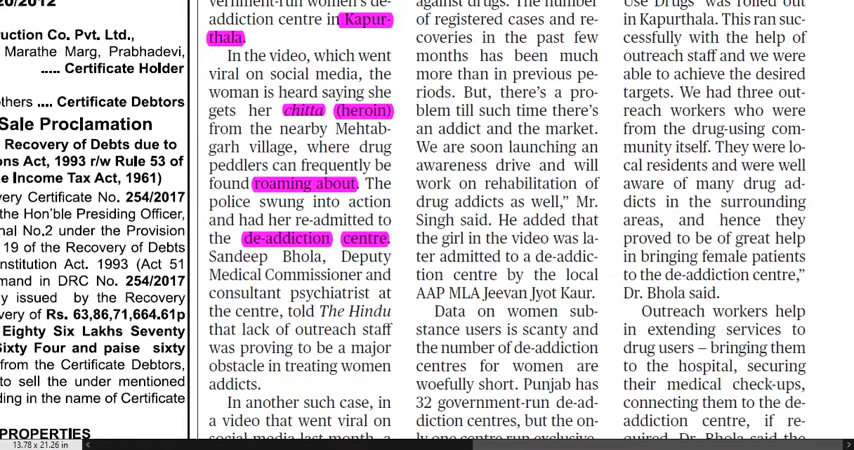 20/2012
uction Co. Pvt. Ltd.,
Marathe Marg, Prabhadevi,
..... Certificate Holder
thers .... Certificate Debtors
Sale Proclamation
Recovery of Debts due to
ons Act, 1993 r/w Rule 53 of
e Income Tax Act, 1961)
very Certificate No. 254/2017
the Hon'ble Presiding Officer,
nal No.2 under the Provision
19 of the Recovery of Debts
nstitution Act. 1993 (Act 51
mand in DRC No. 254/2017
y issued by the Recovery
very of Rs. 63,86,71,664.61p
Eighty Six Lakhs Seventy
Sixty Four and paise sixty
from the Certificate Debtors,
to sell the under mentioned
ding in the name of Certificate
PROPERTIES
vernment-run women's de-
addiction centre in Kapur-
thala.
In the video, which went
viral on social media, the
woman is heard saying she
gets her chitta (heroin)
from the nearby Mehtab-
garh village, where drug
peddlers can frequently be
found roaming about. The
police swung into action
and had her re-admitted to
the de-addiction centre.
Sandeep Bhola, Deputy
Medical Commissioner and
consultant psychiatrist at
the centre, told The Hindu
that lack of outreach staff
was proving to be a major
obstacle in treating women
addicts.
In another such case, in
a video that went viral on
social media last month, a
against drugs. The number
of registered cases and re-
coveries in the past few
months has been much
more than in previous pe-
riods. But, there's a pro-
blem till such time there's
an addict and the market.
We are soon launching an
awareness drive and will
work on rehabilitation of
drug addicts as well," Mr.
Singh said. He added that
the girl in the video was la-
ter admitted to a de-addic-
tion centre by the local
AAP MLA Jeevan Jyot Kaur.
Data on women sub-
stance users is scanty and
the number of de-addiction
centres for women are
woefully short. Punjab has
32 government-run de-ad-
diction centres, but the on-
ly one centre run exclusive-
Use Drugs' was rolled out
in Kapurthala. This ran suc-
cessfully with the help of
outreach staff and we were
able to achieve the desired
targets. We had three out-
reach workers who were
from the drug-using com-
munity itself. They were lo-
cal residents and were well
aware of many drug ad-
dicts in the surrounding
areas, and hence they
proved to be of great help
in bringing female patients
to the de-addiction centre,"
Dr. Bhola said.
Outreach workers help
in extending services to
drug users – bringing them
to the hospital, securing
their medical check-ups,
connecting them to the de-
addiction centre, if re-
quired. Dr. Bhola said the
13.78 x 21.26 in